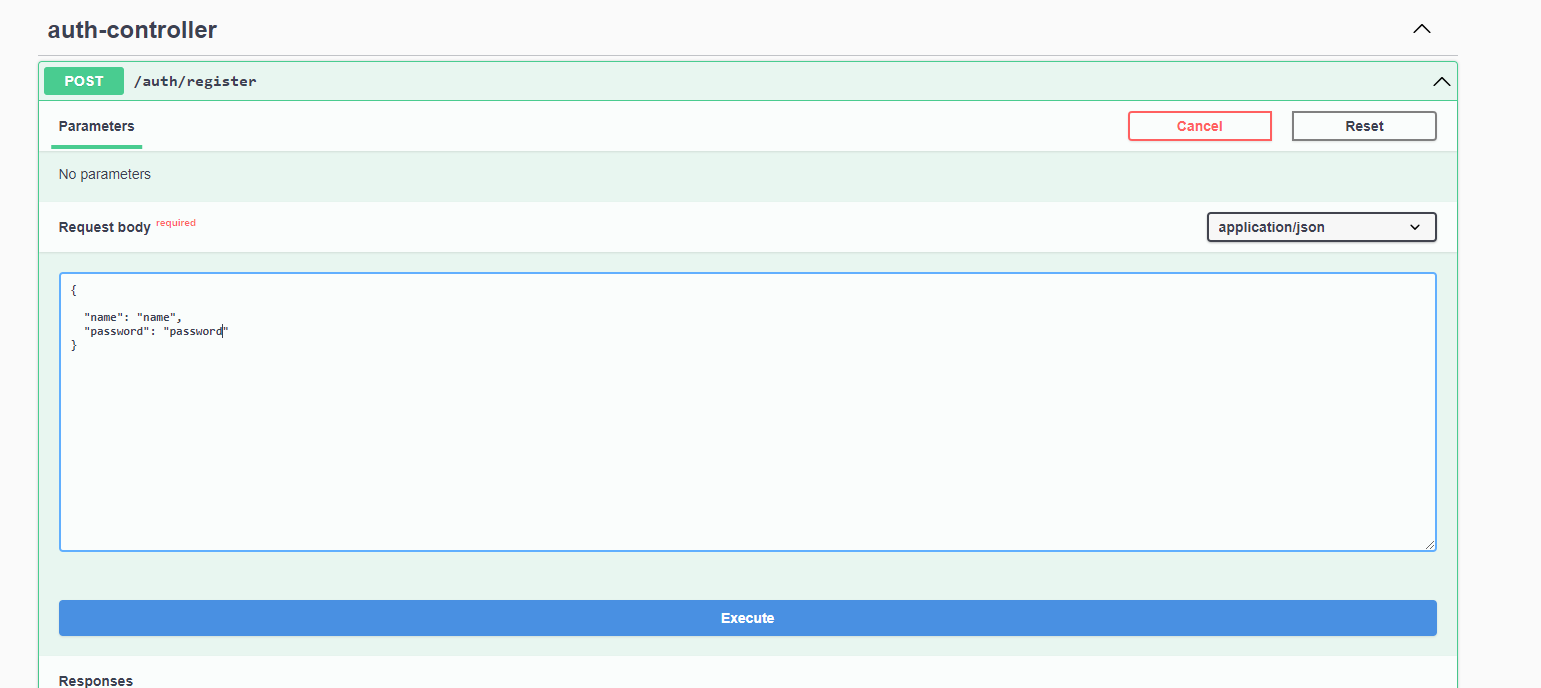 auth-controller
POST /auth/register
Parameters
Cancel
Reset
No parameters
Request body required
application/json
{
"name": "name",
"password": "password"
}
Execute
Responses